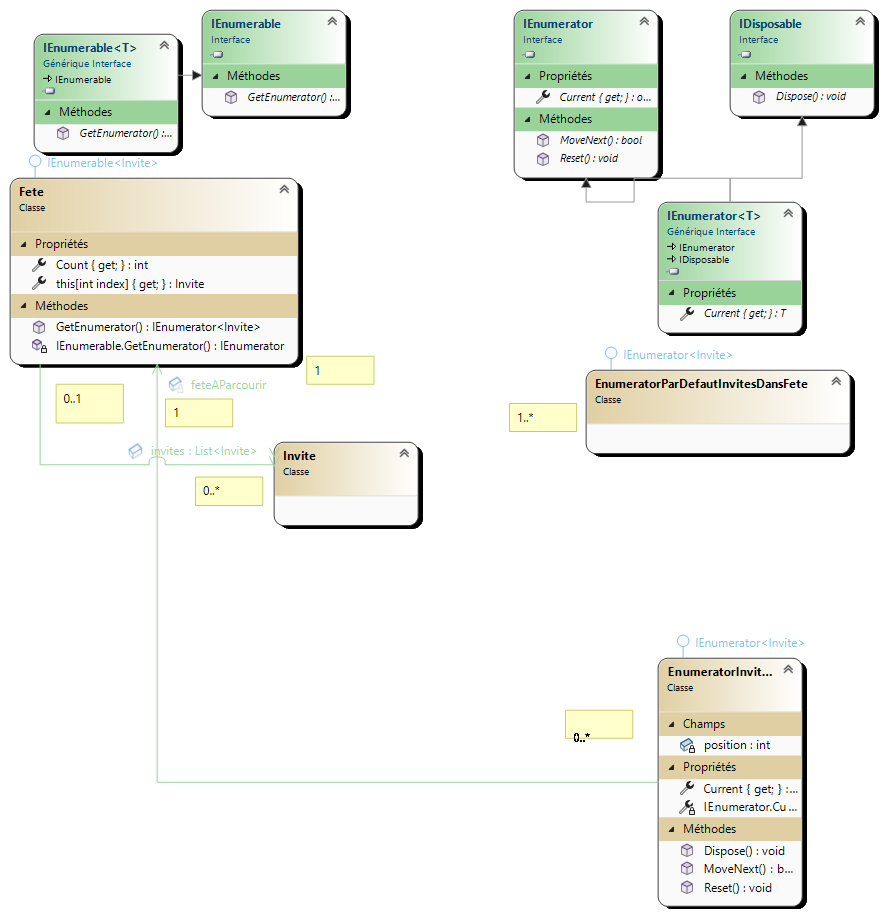 IEnumerable<T>
Générique Interface
IEnumerable
Méthodes
GetEnumerator() :...
IEnumerable
Interface
Méthodes
GetEnumerator() :...
IEnumerator
Interface
Propriétés
Current { get; } : o...
Méthodes
MoveNext() : bool
Reset() : void
IDisposable
Interface
Méthodes
Dispose() : void
IEnumerable<Invite>
Fete
Classe
Propriétés
Count { get; } : int
this[int index] { get; } : Invite
Méthodes
GetEnumerator() : IEnumerator<Invite>
IEnumerable.GetEnumerator() : IEnumerator
IEnumerator<T>
Générique Interface
IEnumerator
IDisposable
Propriétés
Current { get; } : T
1
feteAParcourir
0..1
1
IEnumerator<Invite>
EnumeratorParDefautInvitesDansFete
Classe
1..*
invites : List<Invite>
Invite
Classe
0..*
IEnumerator<Invite>
EnumeratorInvit...
Classe
Champs
position : int
Propriétés
Current { get; } :...
IEnumerator.Cu...
Méthodes
Dispose() : void
MoveNext() : b...
Reset() : void
0..*